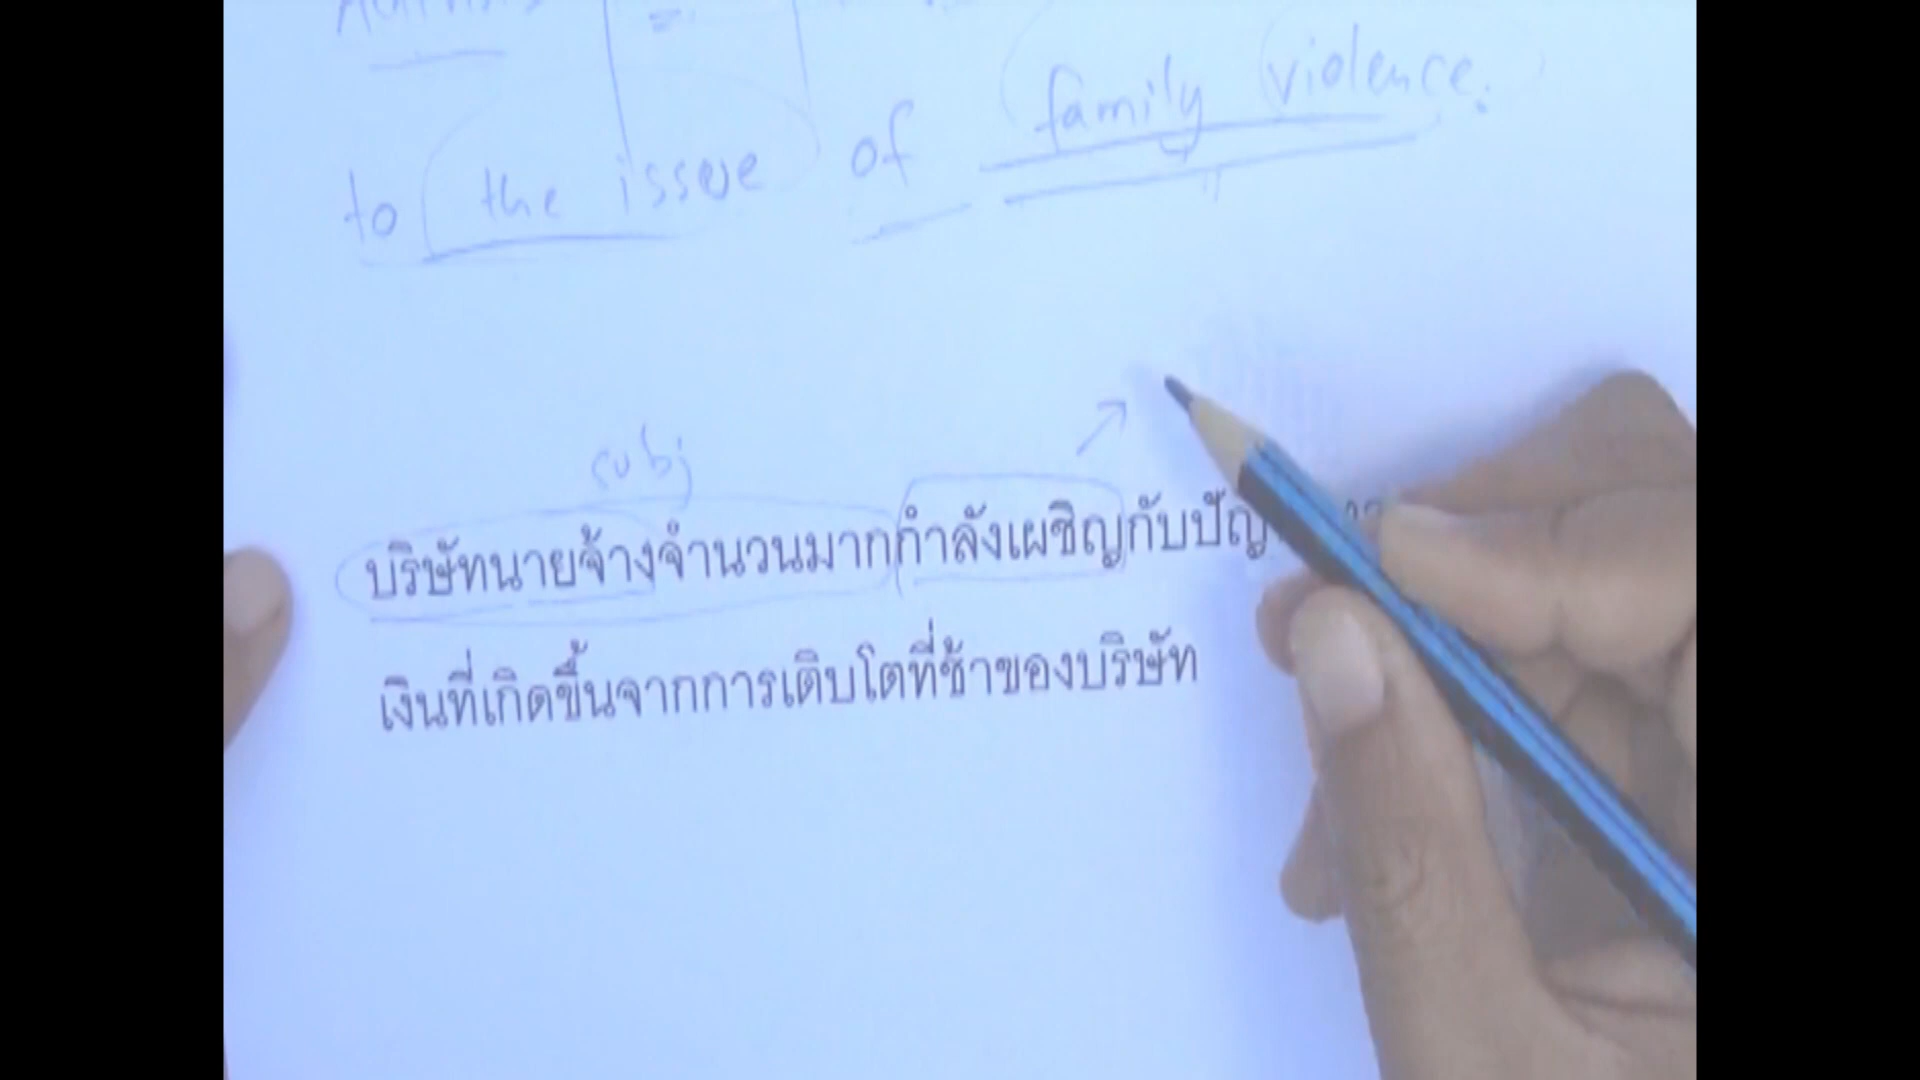 to the issue of family violence.
subj
บริษัทนายจ้างจำนวนมากกำลังเผชิญกับปัญ
เงินที่เกิดขึ้นจากการเติบโตที่ช้าของบริษัท